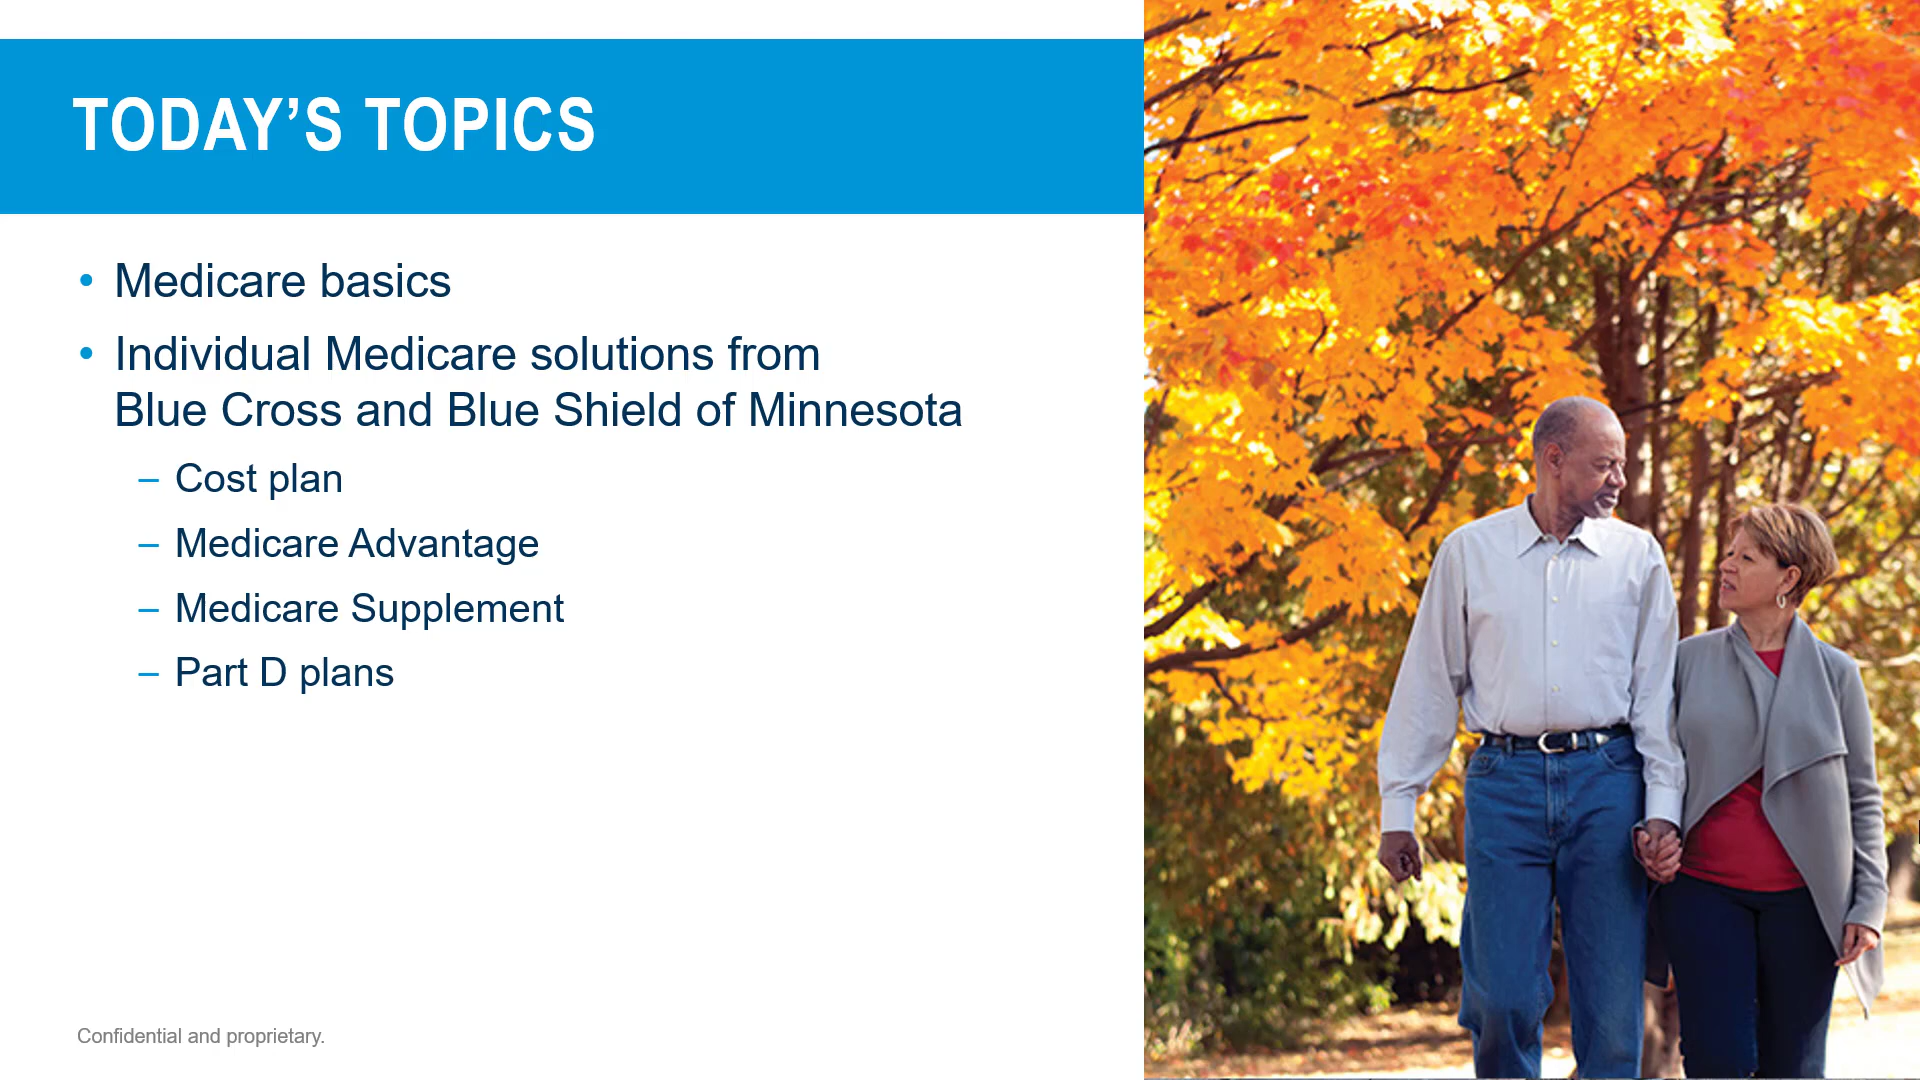 TODAY’S TOPICS
• Medicare basics
• Individual Medicare solutions from
Blue Cross and Blue Shield of Minnesota
– Cost plan
– Medicare Advantage
– Medicare Supplement
– Part D plans
Confidential and proprietary.